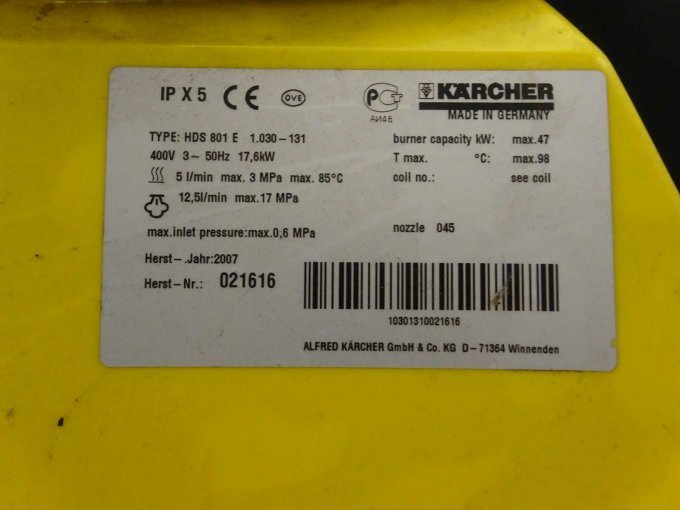 IP X 5 CE OVE PG KÄRCHER
АИ46
MADE IN GERMANY
TYPE: HDS 801 E 1.030-131
burner capacity kW: max.47
400V 3~ 50Hz 17,6kW
T max. °C: max.98
5 l/min max. 3 MPa max. 85°C
coil no.: see coil
12,5l/min max.17 MPa
max.inlet pressure:max.0,6 MPa
nozzle 045
Herst-.Jahr:2007
Herst-Nr.: 021616
10301310021616
ALFRED KÄRCHER GmbH & Co. KG D-71364 Winnenden